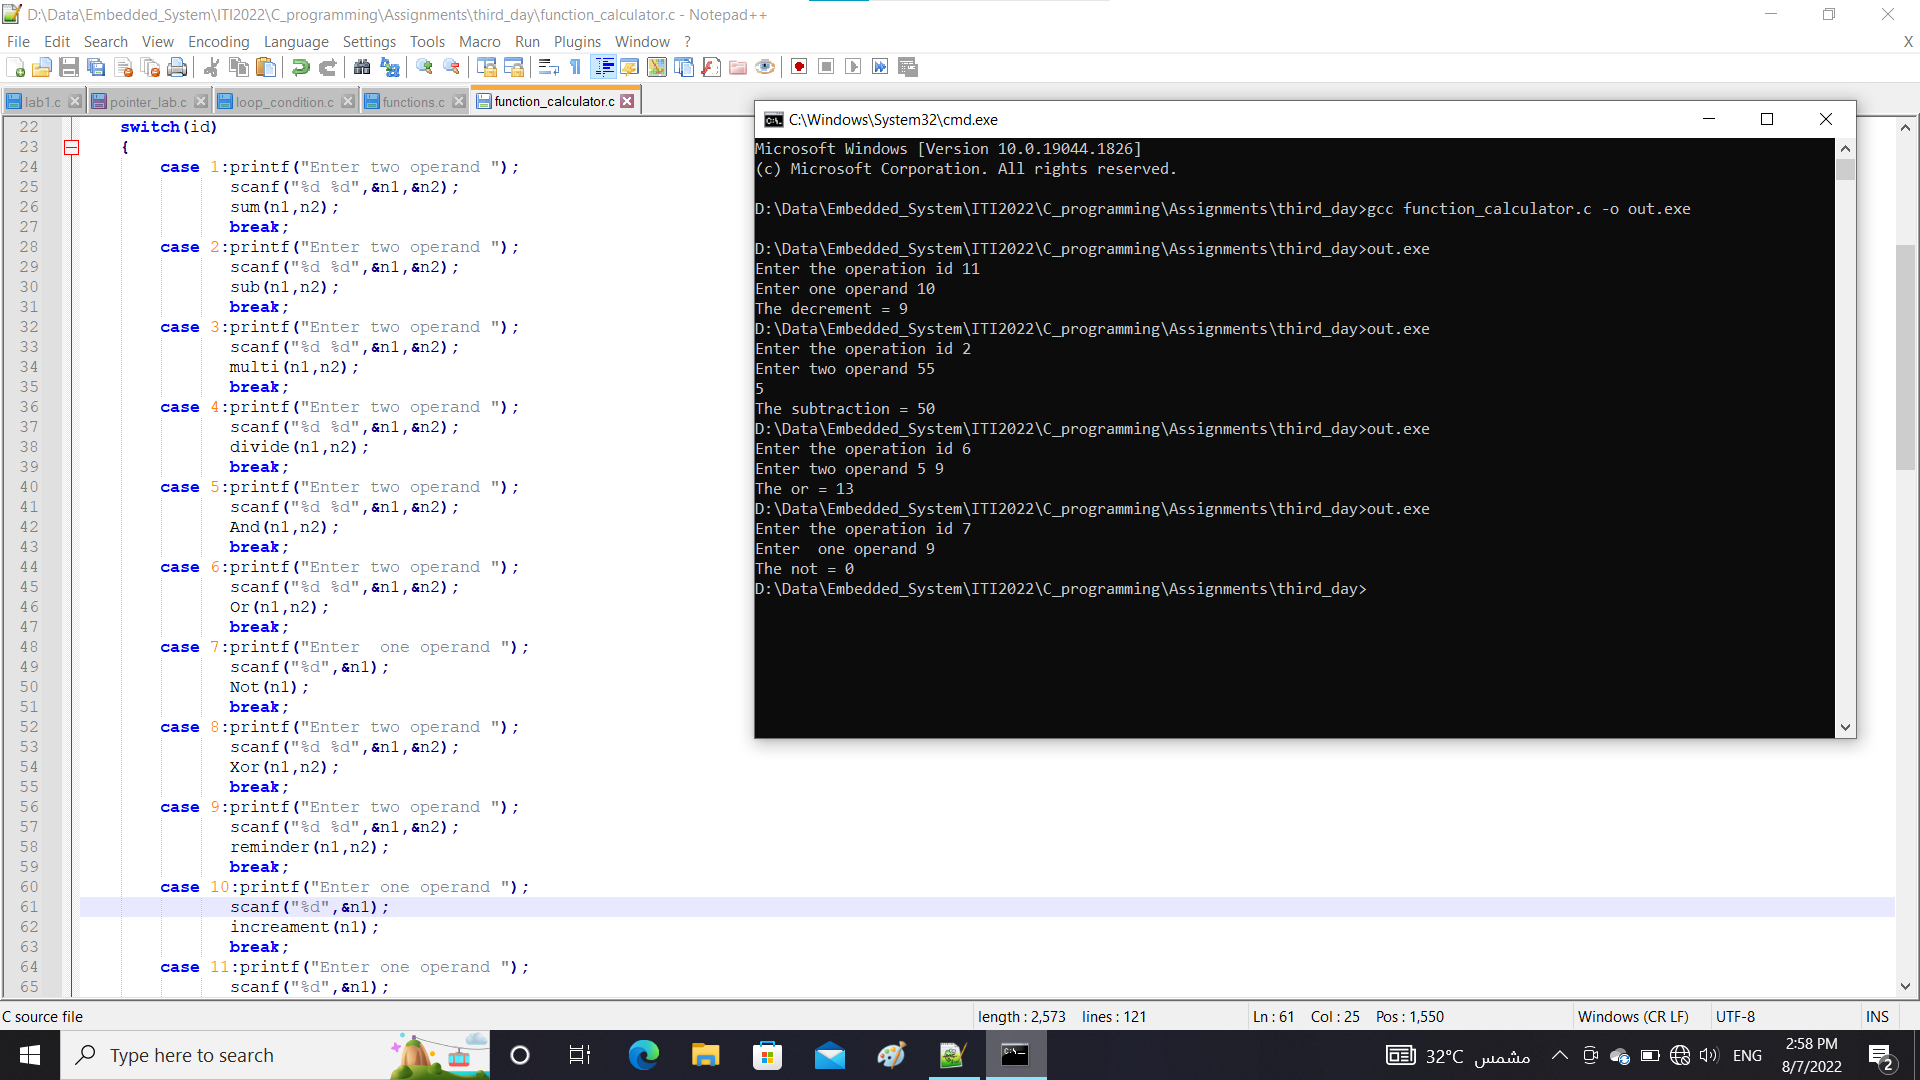 D:\Data\Embedded_System\ITI2022\C_programming\Assignments\third_day\function_calculator.c - Notepad++
File Edit Search View Encoding Language Settings Tools Macro Run Plugins Window ? X
lab1.c pointer_lab.c loop_condition.c functions.c function_calculator.c
22 switch(id)
23 {
24 case 1:printf("Enter two operand ");
25 scanf("%d %d",&n1,&n2);
26 sum(n1,n2);
27 break;
28 case 2:printf("Enter two operand ");
29 scanf("%d %d",&n1,&n2);
30 sub(n1,n2);
31 break;
32 case 3:printf("Enter two operand ");
33 scanf("%d %d",&n1,&n2);
34 multi(n1,n2);
35 break;
36 case 4:printf("Enter two operand ");
37 scanf("%d %d",&n1,&n2);
38 divide(n1,n2);
39 break;
40 case 5:printf("Enter two operand ");
41 scanf("%d %d",&n1,&n2);
42 And(n1,n2);
43 break;
44 case 6:printf("Enter two operand ");
45 scanf("%d %d",&n1,&n2);
46 Or(n1,n2);
47 break;
48 case 7:printf("Enter  one operand ");
49 scanf("%d",&n1);
50 Not(n1);
51 break;
52 case 8:printf("Enter two operand ");
53 scanf("%d %d",&n1,&n2);
54 Xor(n1,n2);
55 break;
56 case 9:printf("Enter two operand ");
57 scanf("%d %d",&n1,&n2);
58 reminder(n1,n2);
59 break;
60 case 10:printf("Enter one operand ");
61 scanf("%d",&n1);
62 increament(n1);
63 break;
64 case 11:printf("Enter one operand ");
65 scanf("%d",&n1);
C:\Windows\System32\cmd.exe
Microsoft Windows [Version 10.0.19044.1826]
(c) Microsoft Corporation. All rights reserved.
D:\Data\Embedded_System\ITI2022\C_programming\Assignments\third_day>gcc function_calculator.c -o out.exe
D:\Data\Embedded_System\ITI2022\C_programming\Assignments\third_day>out.exe
Enter the operation id 11
Enter one operand 10
The decrement = 9
D:\Data\Embedded_System\ITI2022\C_programming\Assignments\third_day>out.exe
Enter the operation id 2
Enter two operand 55
5
The subtraction = 50
D:\Data\Embedded_System\ITI2022\C_programming\Assignments\third_day>out.exe
Enter the operation id 6
Enter two operand 5 9
The or = 13
D:\Data\Embedded_System\ITI2022\C_programming\Assignments\third_day>out.exe
Enter the operation id 7
Enter  one operand 9
The not = 0
D:\Data\Embedded_System\ITI2022\C_programming\Assignments\third_day>
C source file length : 2,573 lines : 121 Ln : 61 Col : 25 Pos : 1,550 Windows (CR LF) UTF-8 INS
Type here to search 32°C مشمس ENG 2:58 PM
8/7/2022 2